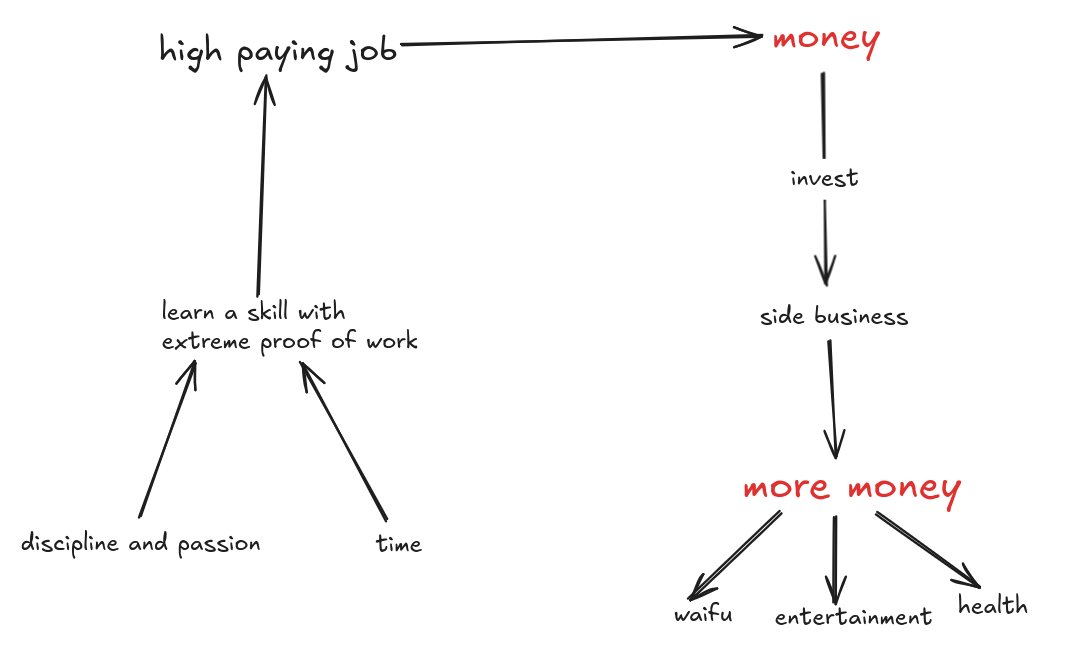 high paying job
money
invest
learn a skill with
extreme proof of work
side business
more money
discipline and passion
time
waifu
entertainment
health